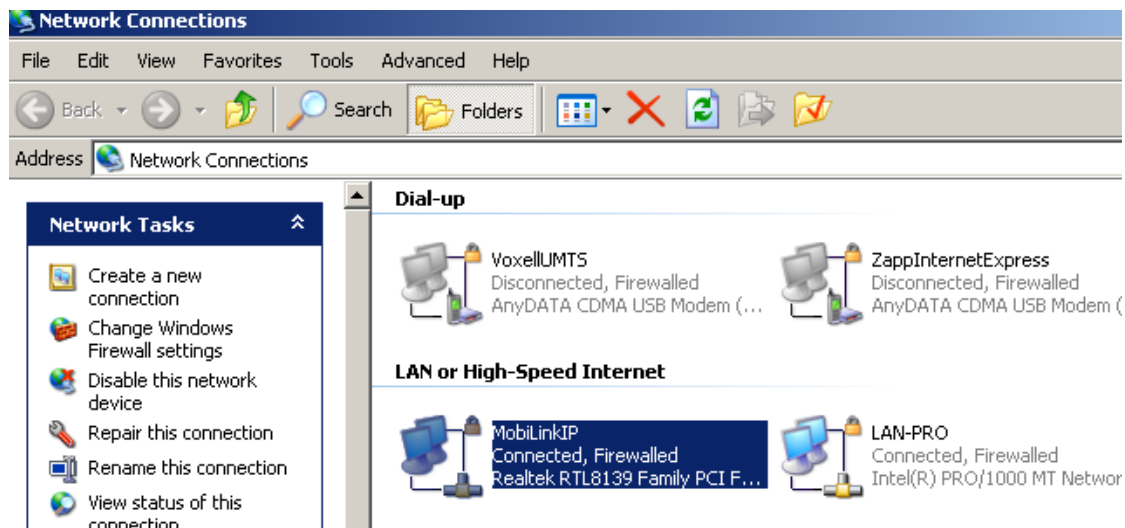 Network Connections
File Edit View Favorites Tools Advanced Help
Back Search Folders
Address Network Connections
Network Tasks
Create a new
connection
Change Windows
Firewall settings
Disable this network
device
Repair this connection
Rename this connection
View status of this
connection
Dial-up
VoxellUMTS
Disconnected, Firewalled
AnyDATA CDMA USB Modem (...
ZappInternetExpress
Disconnected, Firewalled
AnyDATA CDMA USB Modem (
LAN or High-Speed Internet
MobiLinkIP
Connected, Firewalled
Realtek RTL8139 Family PCI F...
LAN-PRO
Connected, Firewalled
Intel(R) PRO/1000 MT Networ